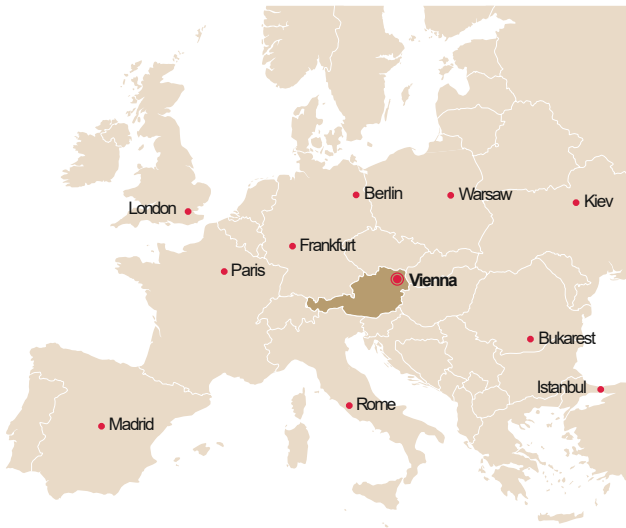 Berlin
Warsaw
Kiev
London
Frankfurt
Paris
Vienna
Bukarest
Istanbul
Rome
Madrid